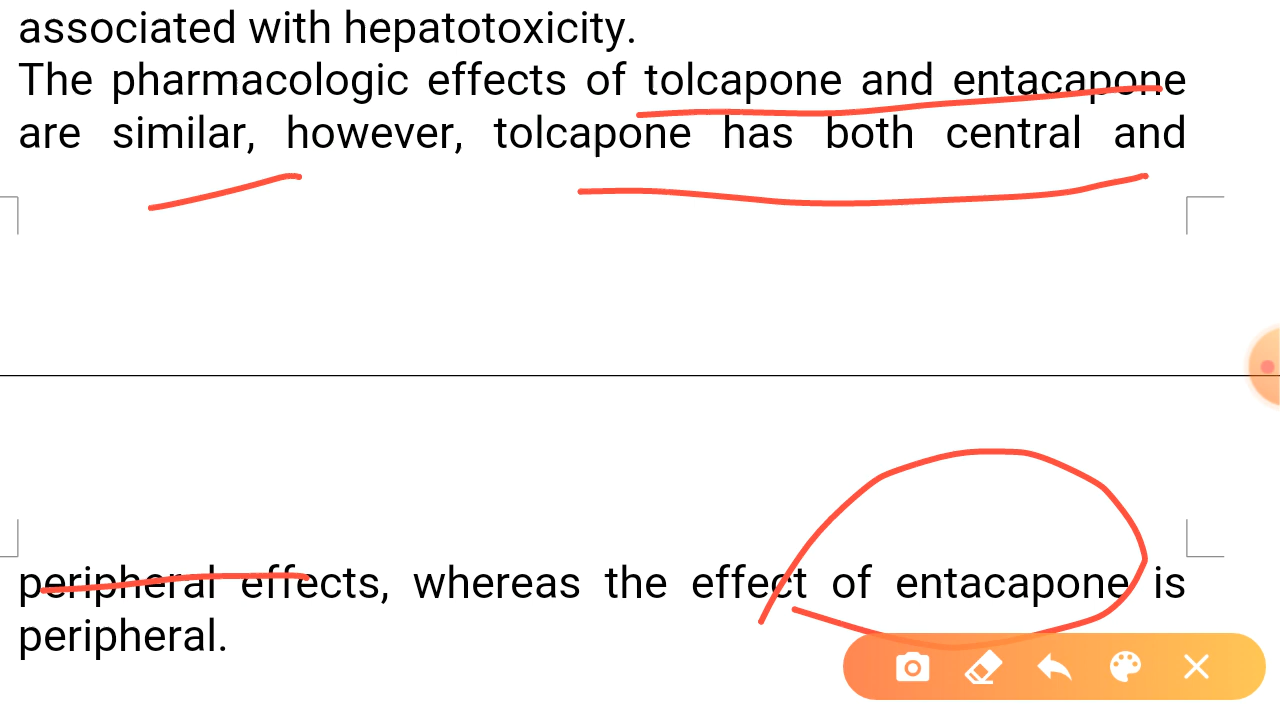 associated with hepatotoxicity.
The pharmacologic effects of tolcapone and entacapone
are similar, however, tolcapone has both central and
peripheral effects, whereas the effect of entacapone is
peripheral.